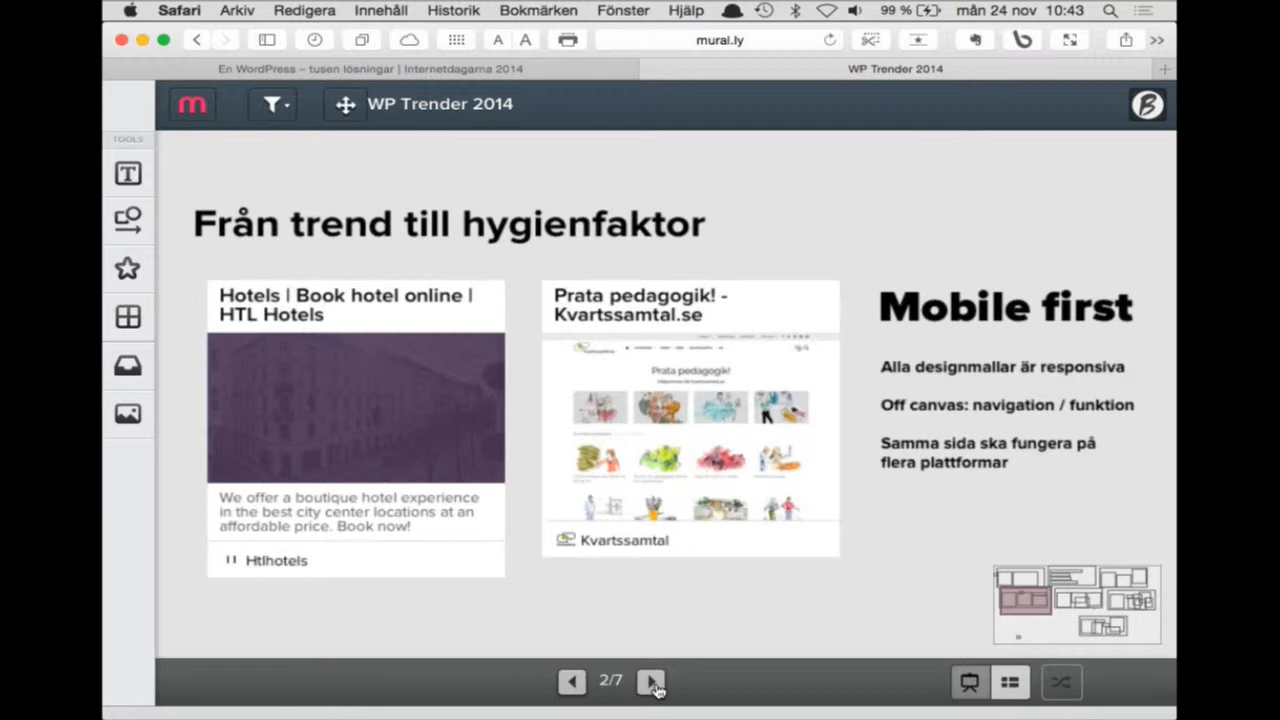 Safari Arkiv Redigera Innehåll Historik Bokmärken Fönster Hjälp 99 % mån 24 nov 10:43
A A mural.ly
En WordPress – tusen lösningar | Internetdagarna 2014 WP Trender 2014
m WP Trender 2014 B
TOOLS
T
Från trend till hygienfaktor
Hotels | Book hotel online |
HTL Hotels
We offer a boutique hotel experience
in the best city center locations at an
affordable price. Book now!
Htlhotels
Prata pedagogik! -
Kvartssamtal.se
Prata pedagogik!
Kvartssamtal
Mobile first
Alla designmallar är responsiva
Off canvas: navigation / funktion
Samma sida ska fungera på
flera plattformar
2/7